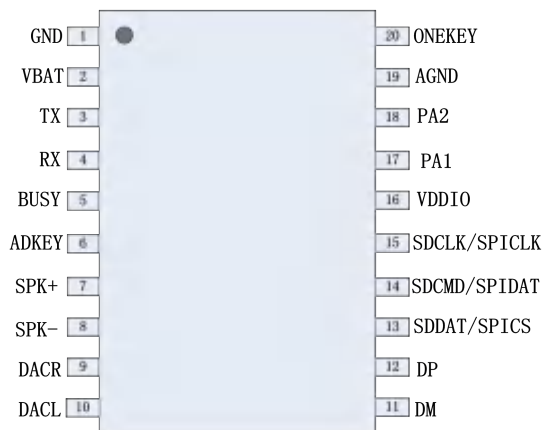 GND 1 20 ONEKEY
VBAT 2 19 AGND
TX 3 18 PA2
RX 4 17 PA1
BUSY 5 16 VDDIO
ADKEY 6 15 SDCLK/SPICLK
SPK+ 7 14 SDCMD/SPIDAT
SPK- 8 13 SDDAT/SPICS
DACR 9 12 DP
DACL 10 11 DM